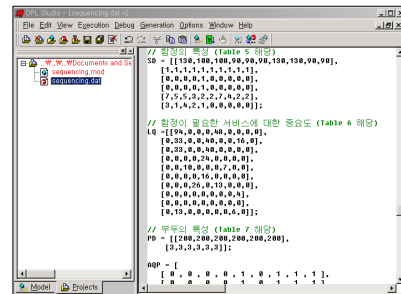 OPL Studio - [sequencing.dat *]
File Edit View Execution Debug Generation Options Window Help
..₩..₩..₩Documents and Se
sequencing.mod
sequencing.dat
Model Projects
// 함정의 특성 (Table 5 해당)
SD = [[130,100,100,90,90,90,130,130,90,90],
[1,1,1,1,1,1,1,1,1,1],
[0,0,0,0,1,0,0,0,0,0],
[0,0,0,0,1,0,0,0,0,0],
[7,5,5,3,2,2,7,4,2,2],
[3,1,4,2,1,0,0,0,0,0]];
// 함정이 필요한 서비스에 대한 중요도 (Table 6 해당)
LQ =[[94,0,0,0,48,0,0,0,0],
[0,33,0,0,40,0,0,16,0],
[0,33,0,0,40,0,0,0,0],
[0,0,0,0,24,0,0,0,0],
[0,0,10,0,0,0,7,0,0],
[0,0,0,0,16,0,0,0,0],
[0,0,0,26,0,13,0,0,0],
[0,0,0,0,0,0,0,0,4],
[0,0,0,0,0,0,0,0,0],
[0,13,0,0,0,0,0,6,0]];
// 부두의 특성 (Table 7 해당)
PD = [[200,200,200,200,200,200],
[3,3,3,3,3,3]];
AQP = [
[ 0 , 0 , 0 , 0 , 1 , 0 , 1 , 1 , 1 ],